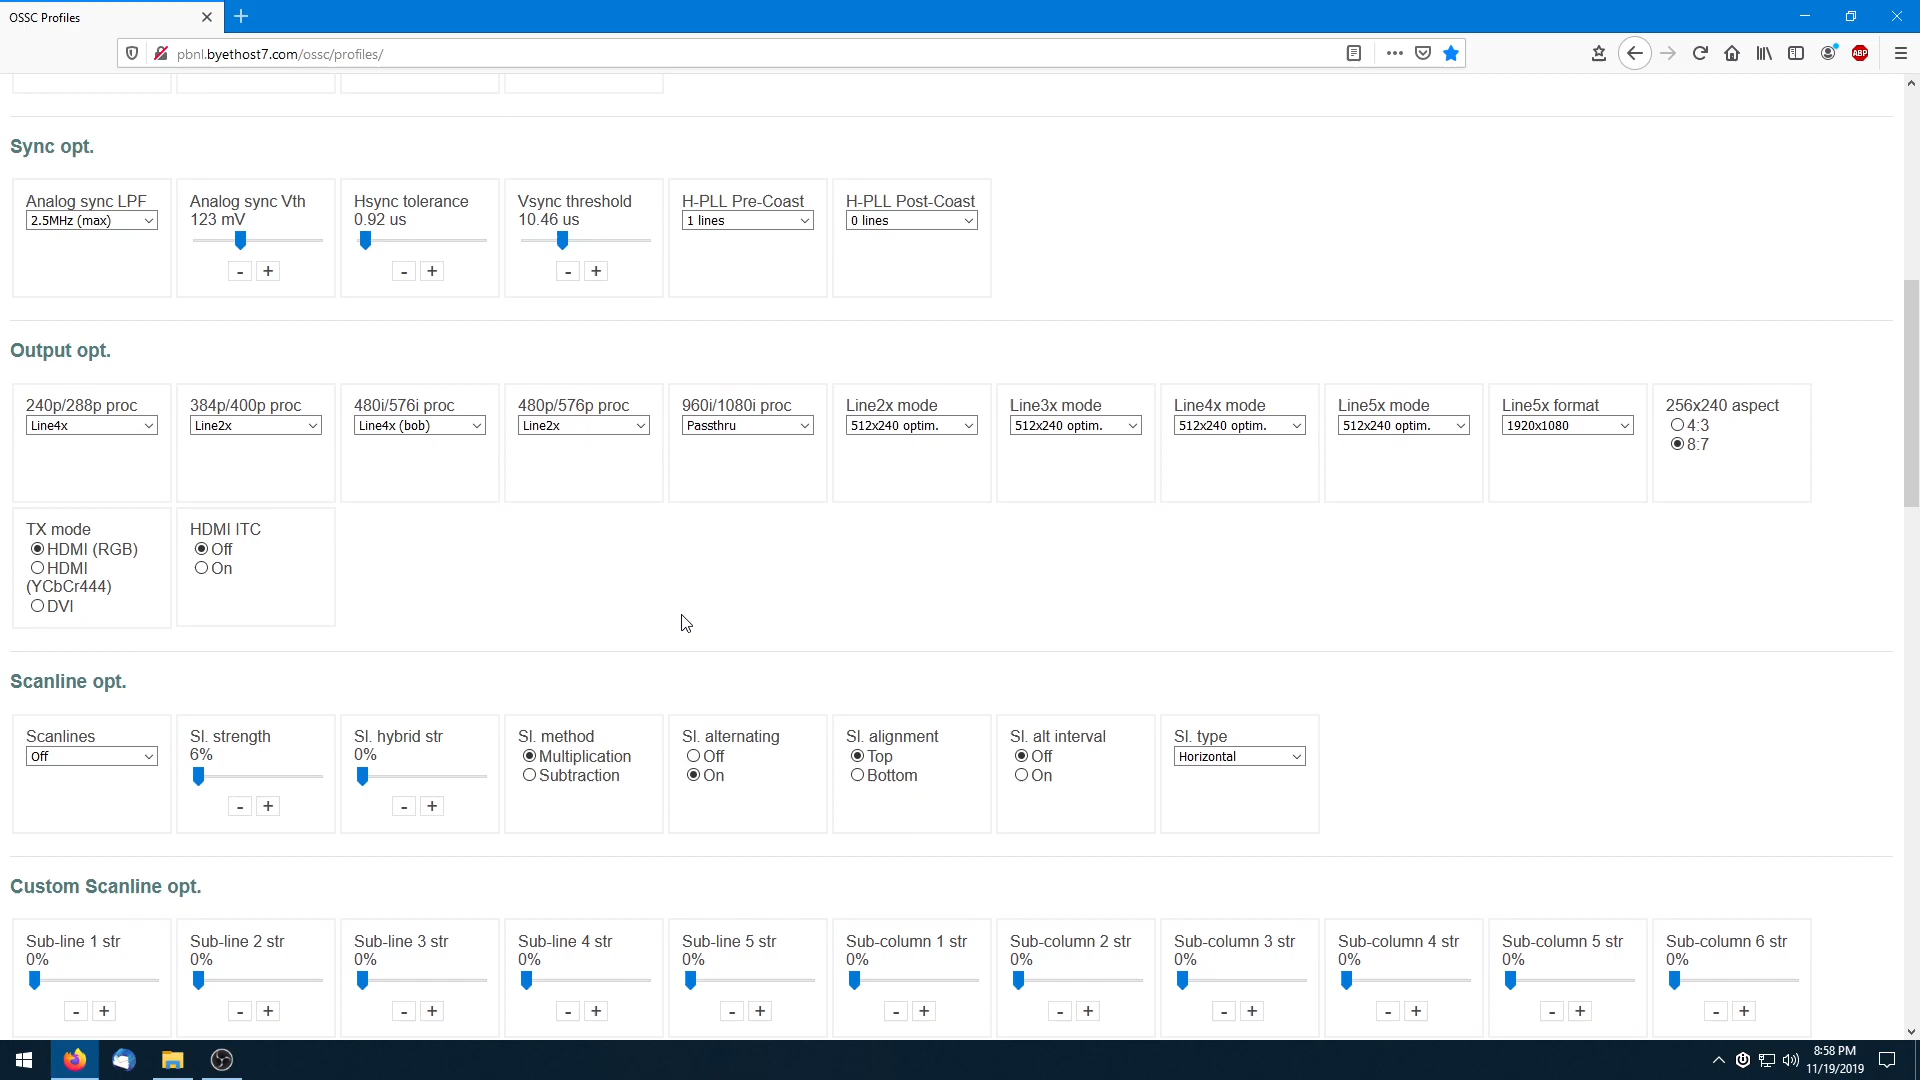 OSSC Profiles
pbnl.byethost7.com/ossc/profiles/
ABP
Sync opt.
Analog sync LPF
2.5MHz (max)
Analog sync Vth
123 mV
- +
Hsync tolerance
0.92 us
- +
Vsync threshold
10.46 us
- +
H-PLL Pre-Coast
1 lines
H-PLL Post-Coast
0 lines
Output opt.
240p/288p proc
Line4x
384p/400p proc
Line2x
480i/576i proc
Line4x (bob)
480p/576p proc
Line2x
960i/1080i proc
Passthru
Line2x mode
512x240 optim.
Line3x mode
512x240 optim.
Line4x mode
512x240 optim.
Line5x mode
512x240 optim.
Line5x format
1920x1080
256x240 aspect
4:3
8:7
TX mode
HDMI (RGB)
HDMI
(YCbCr444)
DVI
HDMI ITC
Off
On
Scanline opt.
Scanlines
Off
Sl. strength
6%
- +
Sl. hybrid str
0%
- +
Sl. method
Multiplication
Subtraction
Sl. alternating
Off
On
Sl. alignment
Top
Bottom
Sl. alt interval
Off
On
Sl. type
Horizontal
Custom Scanline opt.
Sub-line 1 str
0%
- +
Sub-line 2 str
0%
- +
Sub-line 3 str
0%
- +
Sub-line 4 str
0%
- +
Sub-line 5 str
0%
- +
Sub-column 1 str
0%
- +
Sub-column 2 str
0%
- +
Sub-column 3 str
0%
- +
Sub-column 4 str
0%
- +
Sub-column 5 str
0%
- +
Sub-column 6 str
0%
- +
8:58 PM
11/19/2019